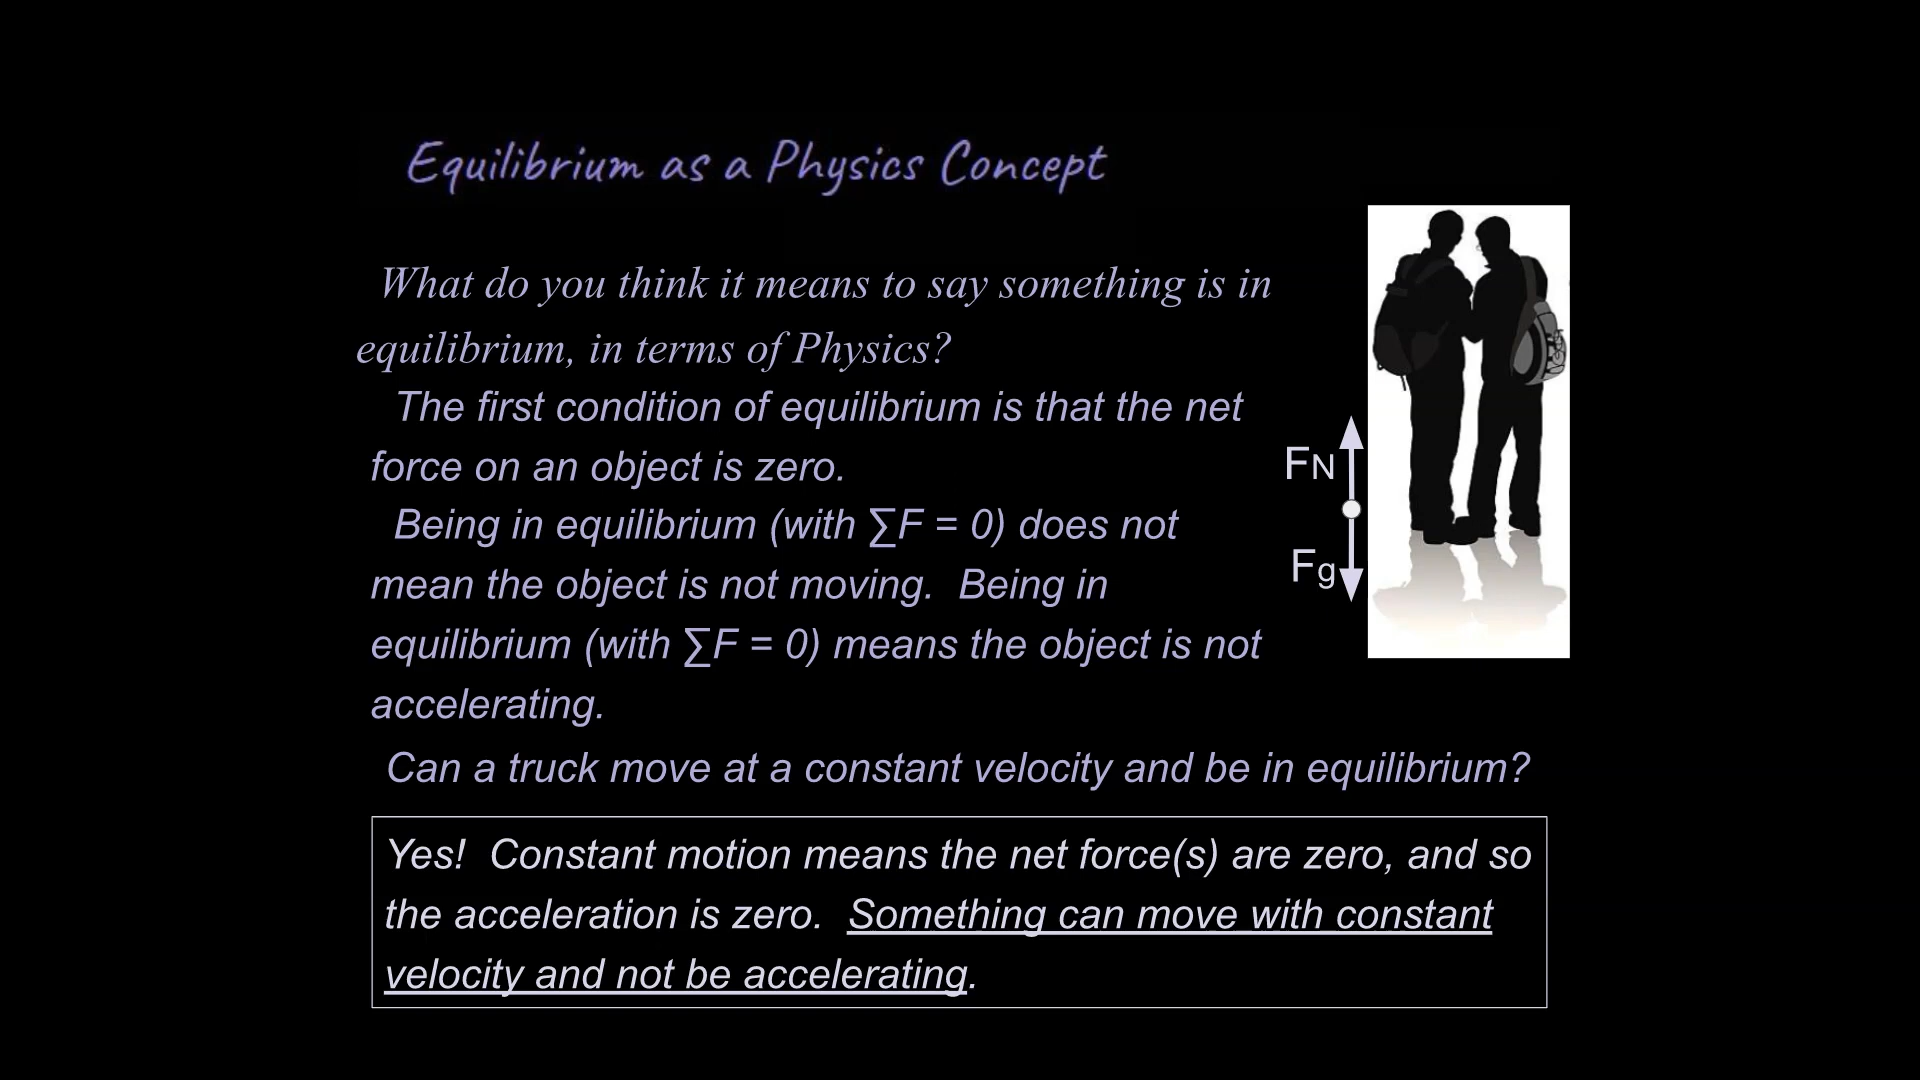 Equilibrium as a Physics Concept
What do you think it means to say something is in
equilibrium, in terms of Physics?
The first condition of equilibrium is that the net
force on an object is zero.
Being in equilibrium (with ∑F = 0) does not
mean the object is not moving.  Being in
equilibrium (with ∑F = 0) means the object is not
accelerating.
FN
Fg
Can a truck move at a constant velocity and be in equilibrium?
Yes!  Constant motion means the net force(s) are zero, and so
the acceleration is zero.  Something can move with constant
velocity and not be accelerating.